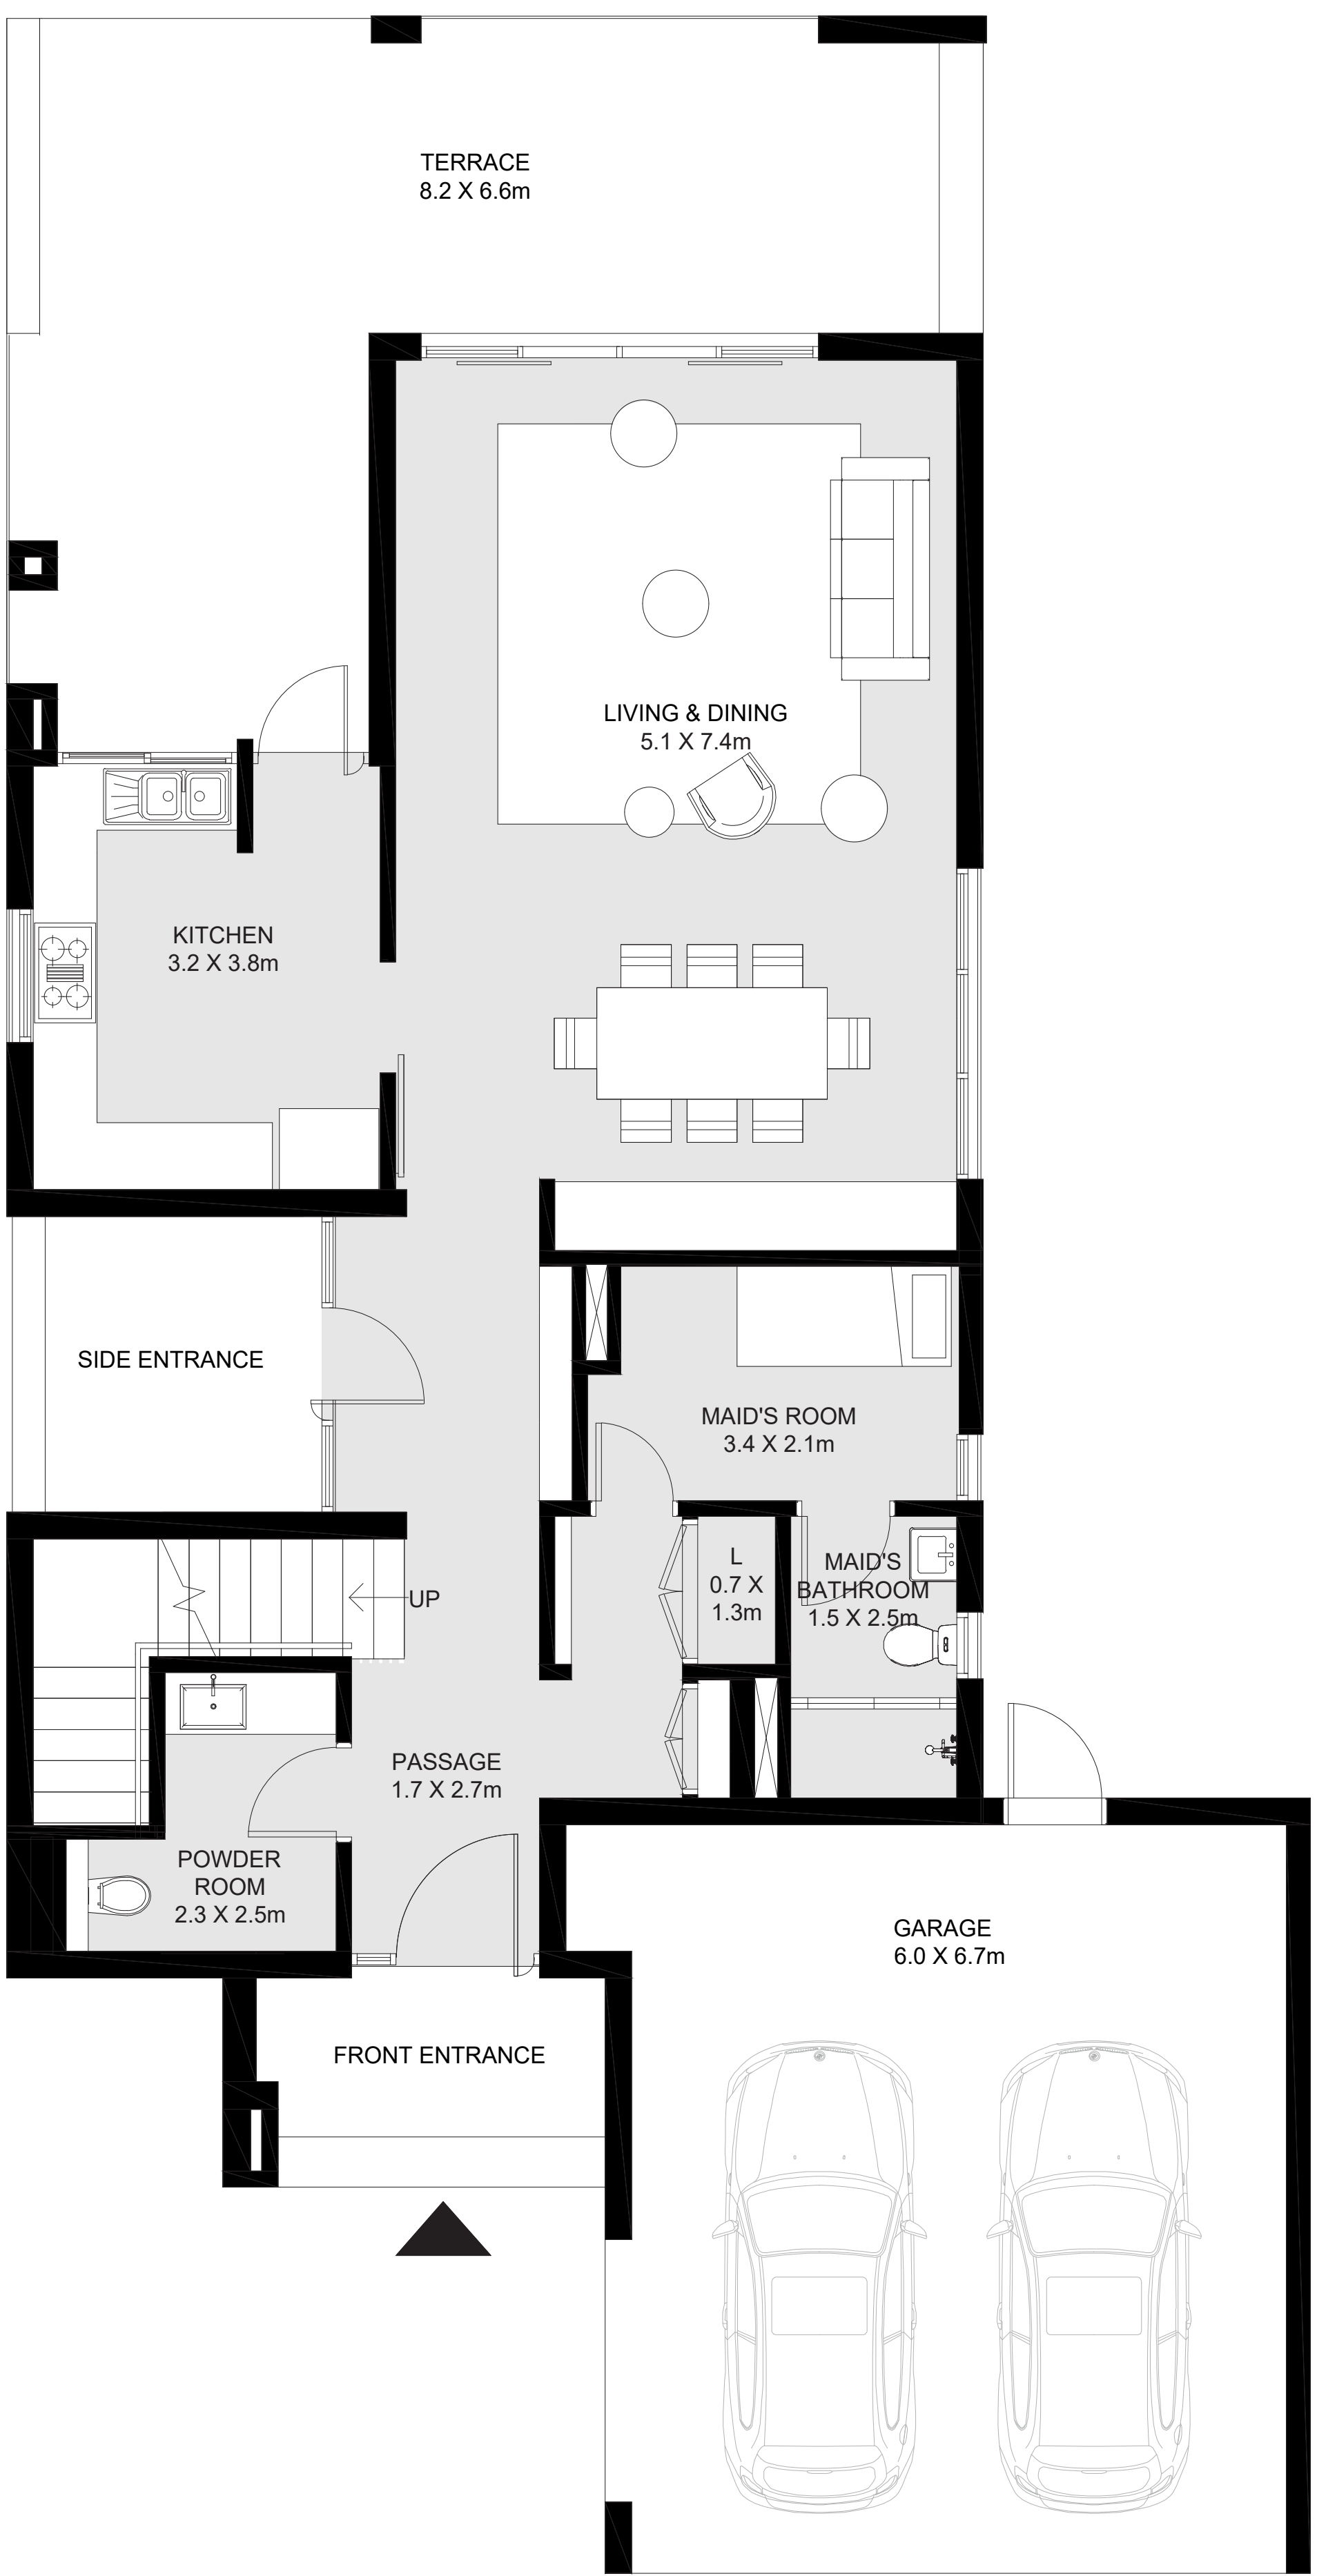 TERRACE
8.2 X 6.6m
LIVING & DINING
5.1 X 7.4m
KITCHEN
3.2 X 3.8m
SIDE ENTRANCE
MAID'S ROOM
3.4 X 2.1m
L
0.7 X
1.3m
MAID'S
BATHROOM
1.5 X 2.5m
UP
PASSAGE
1.7 X 2.7m
POWDER
ROOM
2.3 X 2.5m
GARAGE
6.0 X 6.7m
FRONT ENTRANCE